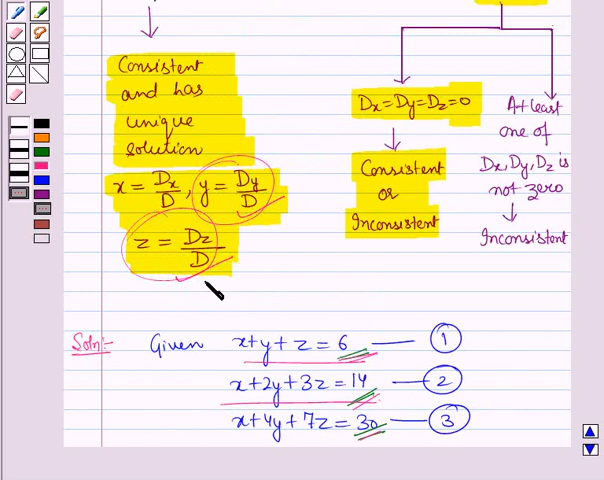 Consistent
and has
unique
solution
x = Dx/D, y = Dy/D
z = Dz/D
Dx=Dy=Dz=0
Consistent
or
Inconsistent
At least
one of
Dx, Dy, Dz is
not zero
Inconsistent
Soln:- Given x+y+z = 6 — 1
x+2y+3z = 14 — 2
x+4y+7z = 30 — 3